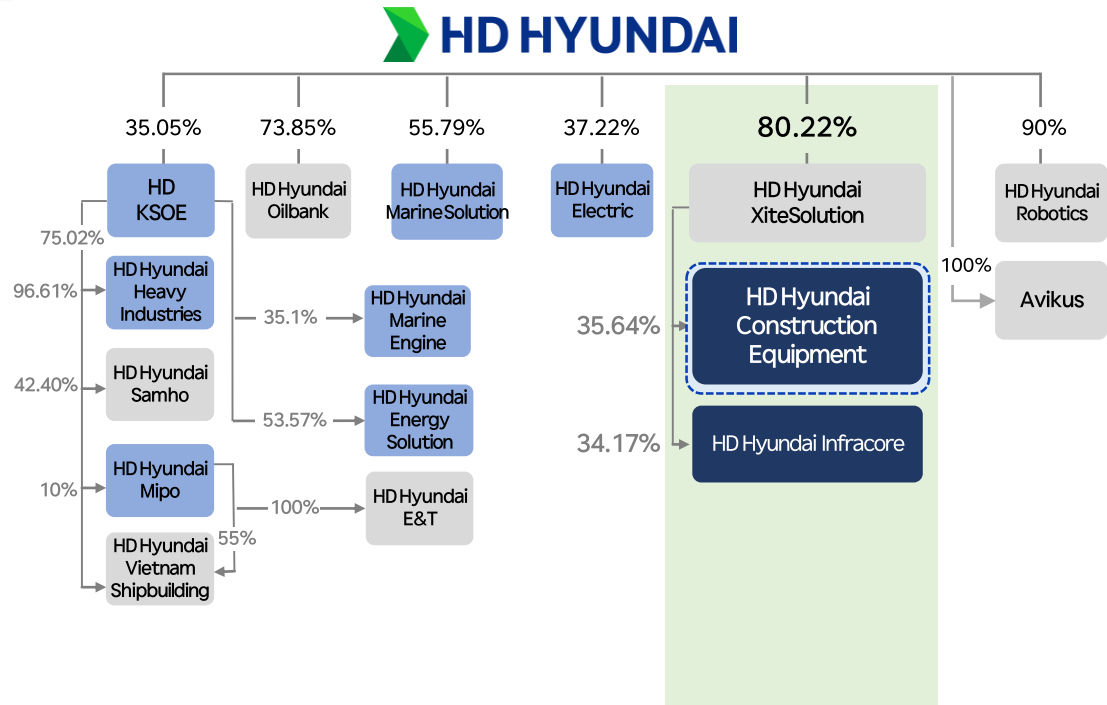 HD HYUNDAI
35.05%
73.85%
55.79%
37.22%
80.22%
90%
HD
KSOE
HD Hyundai
Oilbank
HD Hyundai
Marine Solution
HD Hyundai
Electric
HD Hyundai
XiteSolution
HD Hyundai
Robotics
75.02%
96.61%
HD Hyundai
Heavy
Industries
35.1%
HD Hyundai
Marine
Engine
35.64%
HD Hyundai
Construction
Equipment
100%
Avikus
42.40%
HD Hyundai
Samho
53.57%
HD Hyundai
Energy
Solution
34.17%
HD Hyundai Infracore
10%
HD Hyundai
Mipo
100%
HD Hyundai
E&T
55%
HD Hyundai
Vietnam
Shipbuilding